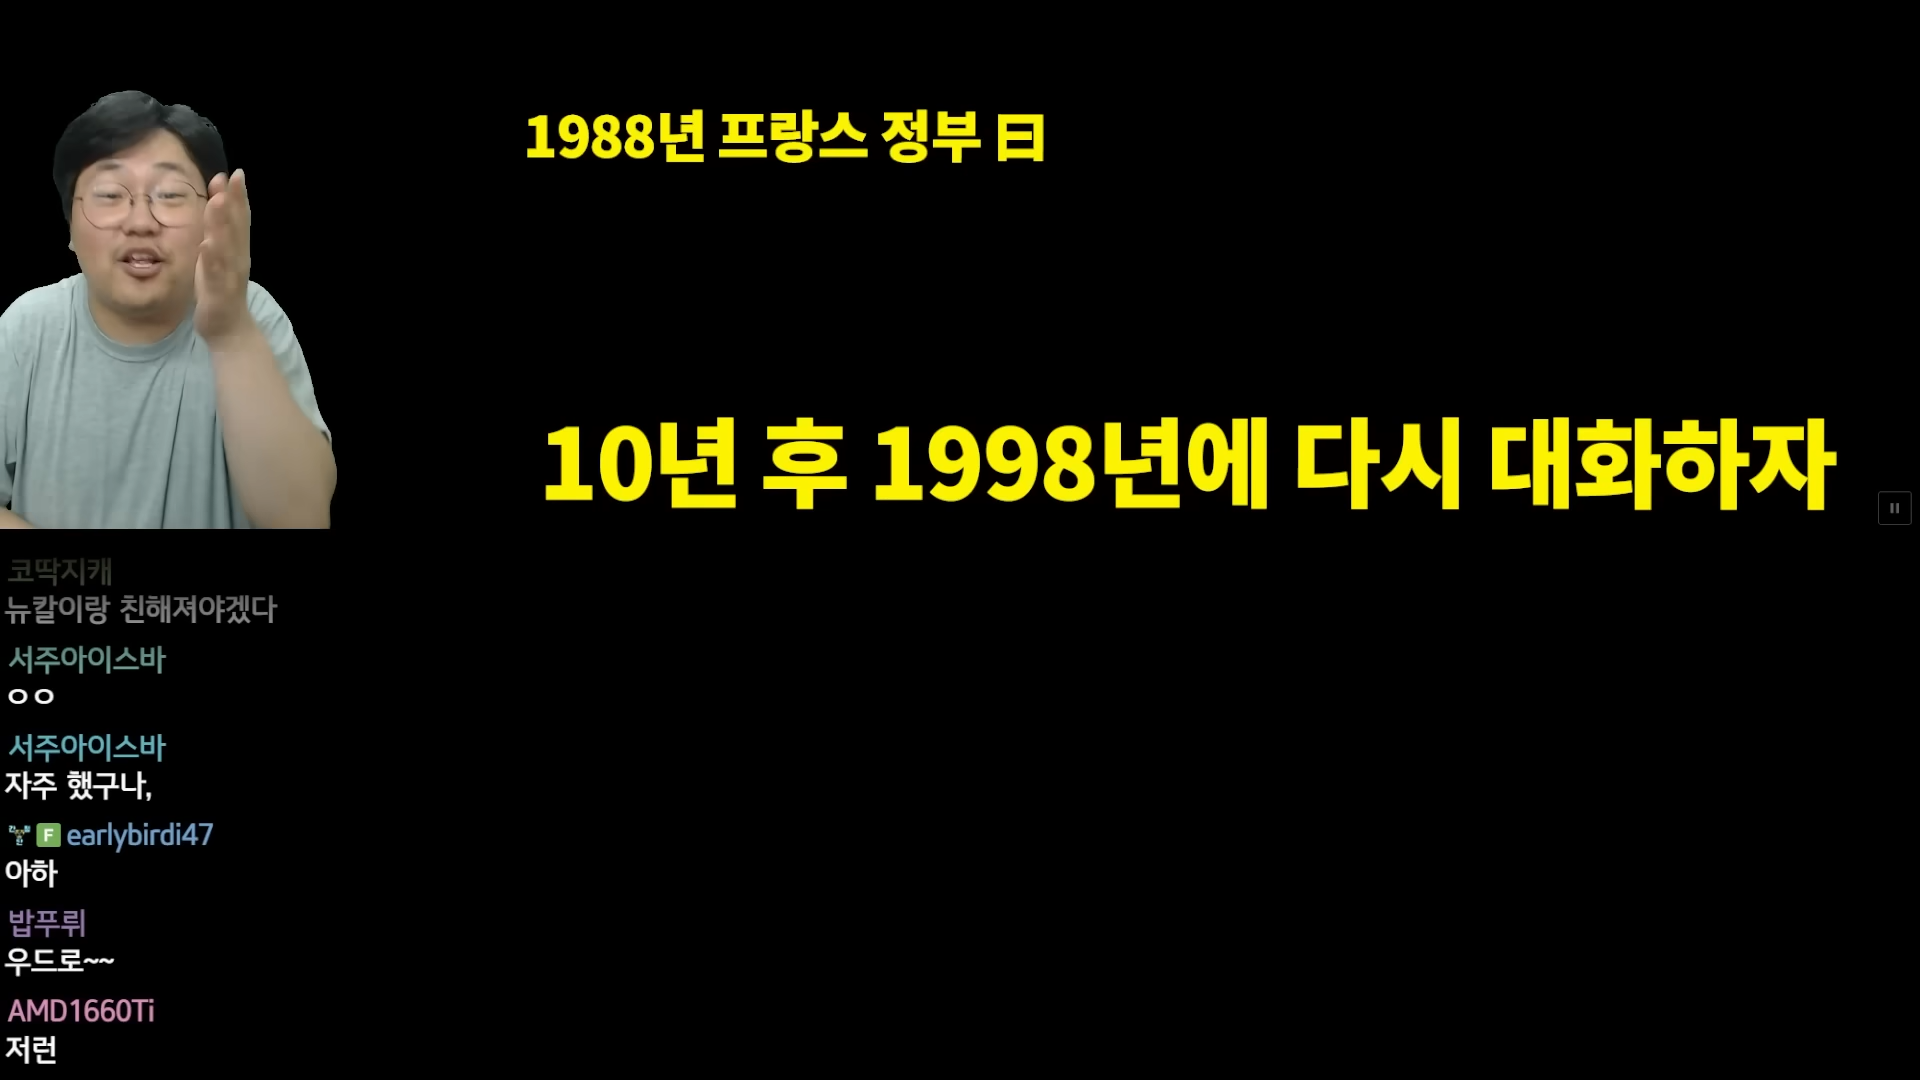 1988년 프랑스 정부 曰
10년 후 1998년에 다시 대화하자
코딱지캐
뉴칼이랑 친해져야겠다
서주아이스바
ㅇㅇ
서주아이스바
자주 했구나,
F earlybirdi47
아하
밥푸뤼
우드로~~
AMD1660Ti
저런